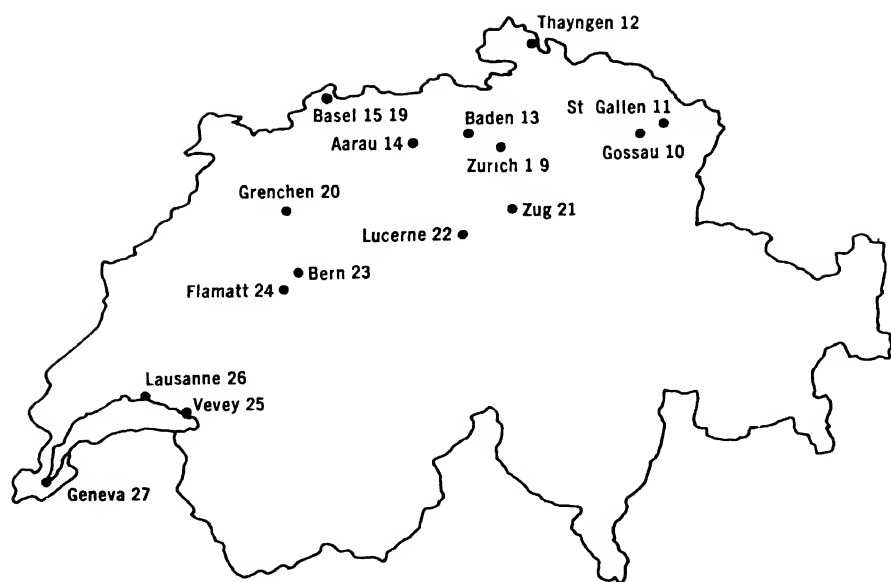 Thayngen 12
Basel 15 19
Baden 13
St Gallen 11
Aarau 14
Zurich 1 9
Gossau 10
Grenchen 20
Zug 21
Lucerne 22
Bern 23
Flamatt 24
Lausanne 26
Vevey 25
Geneva 27